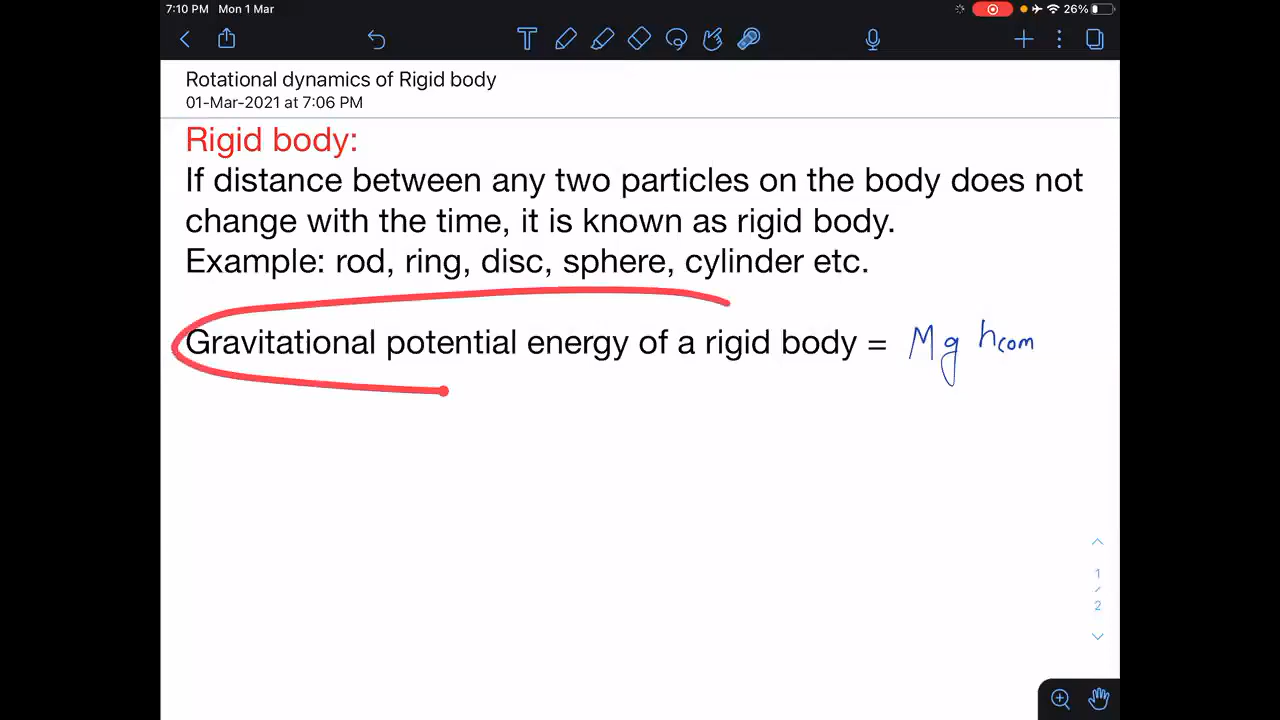 7:10 PM Mon 1 Mar 26%
Rotational dynamics of Rigid body
01-Mar-2021 at 7:06 PM
Rigid body:
If distance between any two particles on the body does not
change with the time, it is known as rigid body.
Example: rod, ring, disc, sphere, cylinder etc.
Gravitational potential energy of a rigid body = Mg hcom
1
/
2